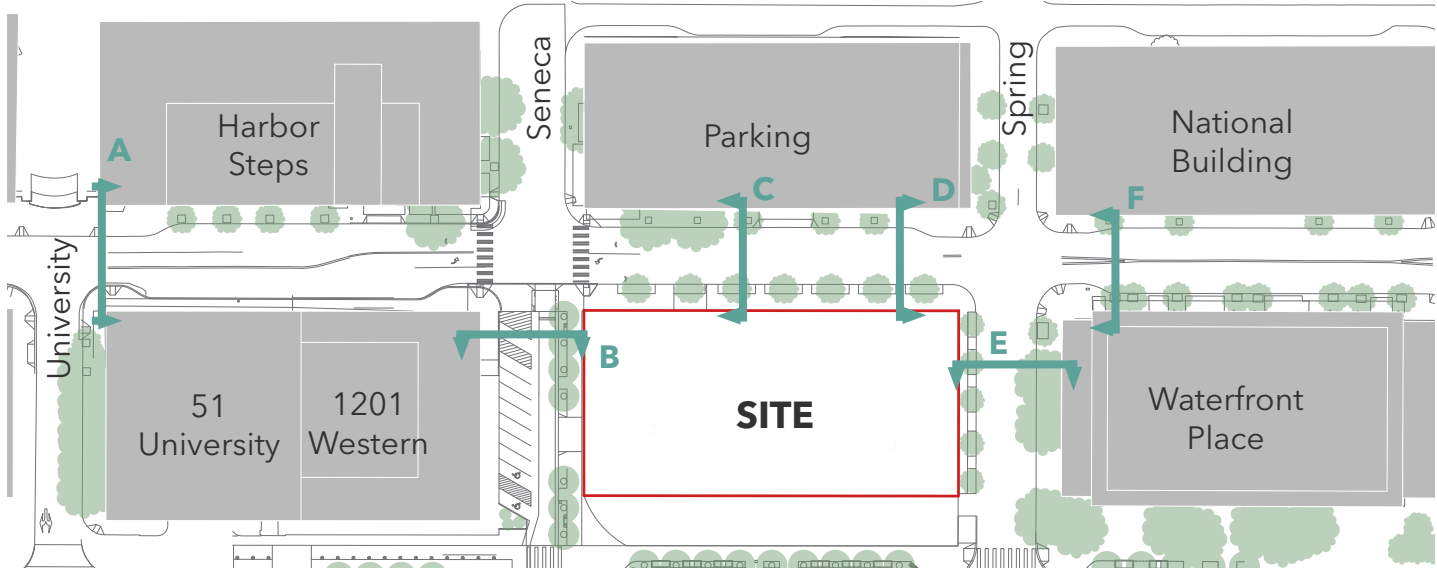 Harbor
Steps
Seneca
Parking
Spring
National
Building
A
C
D
F
University
B
E
51
University
1201
Western
SITE
Waterfront
Place